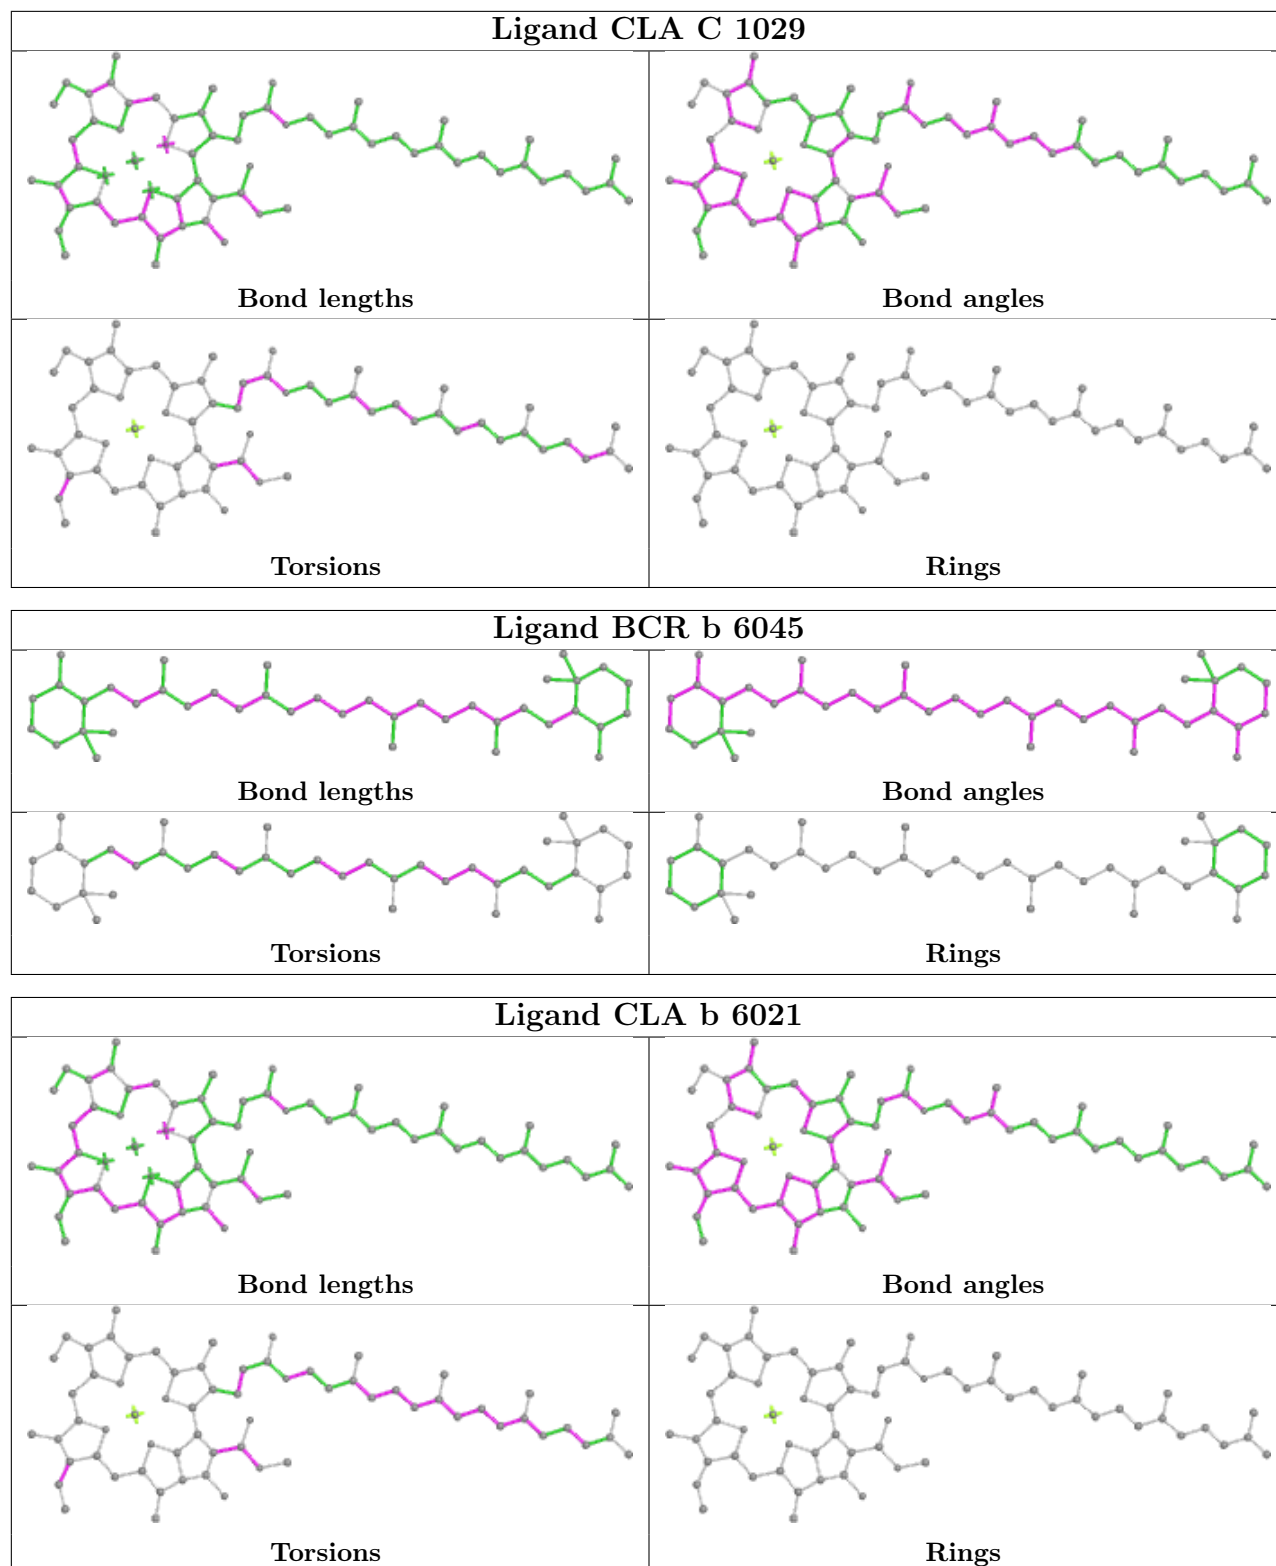 Ligand CLA C 1029
Bond lengths
Bond angles
Torsions
Rings
Ligand BCR b 6045
Bond lengths
Bond angles
Torsions
Rings
Ligand CLA b 6021
Bond lengths
Bond angles
Torsions
Rings